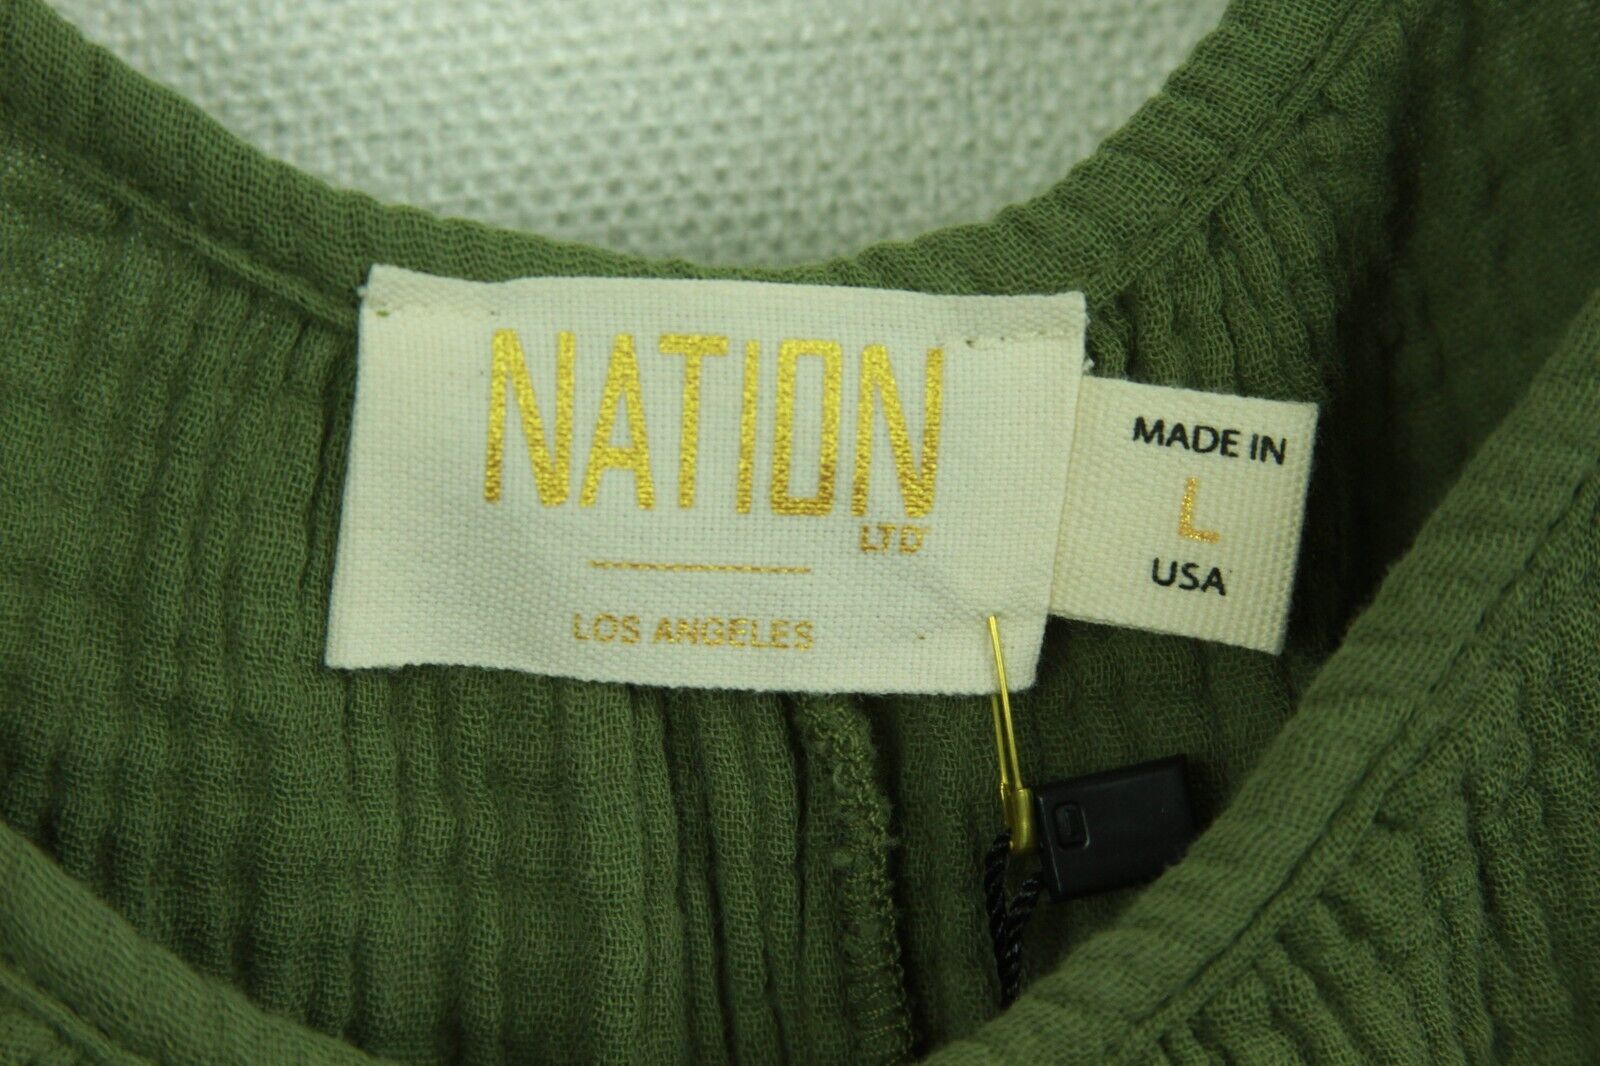 NATION
LTD
LOS ANGELES
MADE IN
L
USA